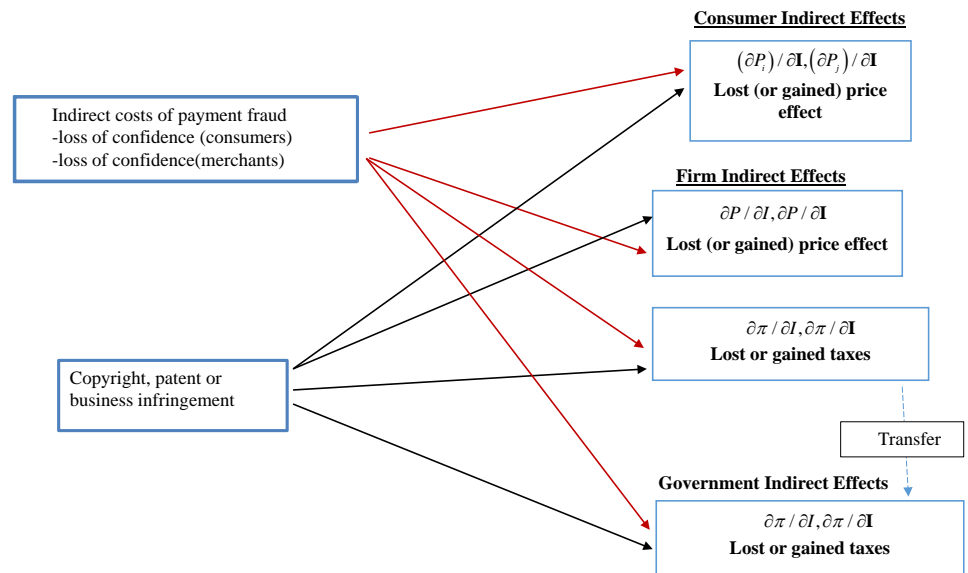 Consumer Indirect Effects
(∂P_i) / ∂I, (∂P_j) / ∂I
Lost (or gained) price
effect
Indirect costs of payment fraud
-loss of confidence (consumers)
-loss of confidence(merchants)
Firm Indirect Effects
∂P / ∂I, ∂P / ∂I
Lost (or gained) price effect
∂π / ∂I, ∂π / ∂I
Lost or gained taxes
Copyright, patent or
business infringement
Transfer
Government Indirect Effects
∂π / ∂I, ∂π / ∂I
Lost or gained taxes